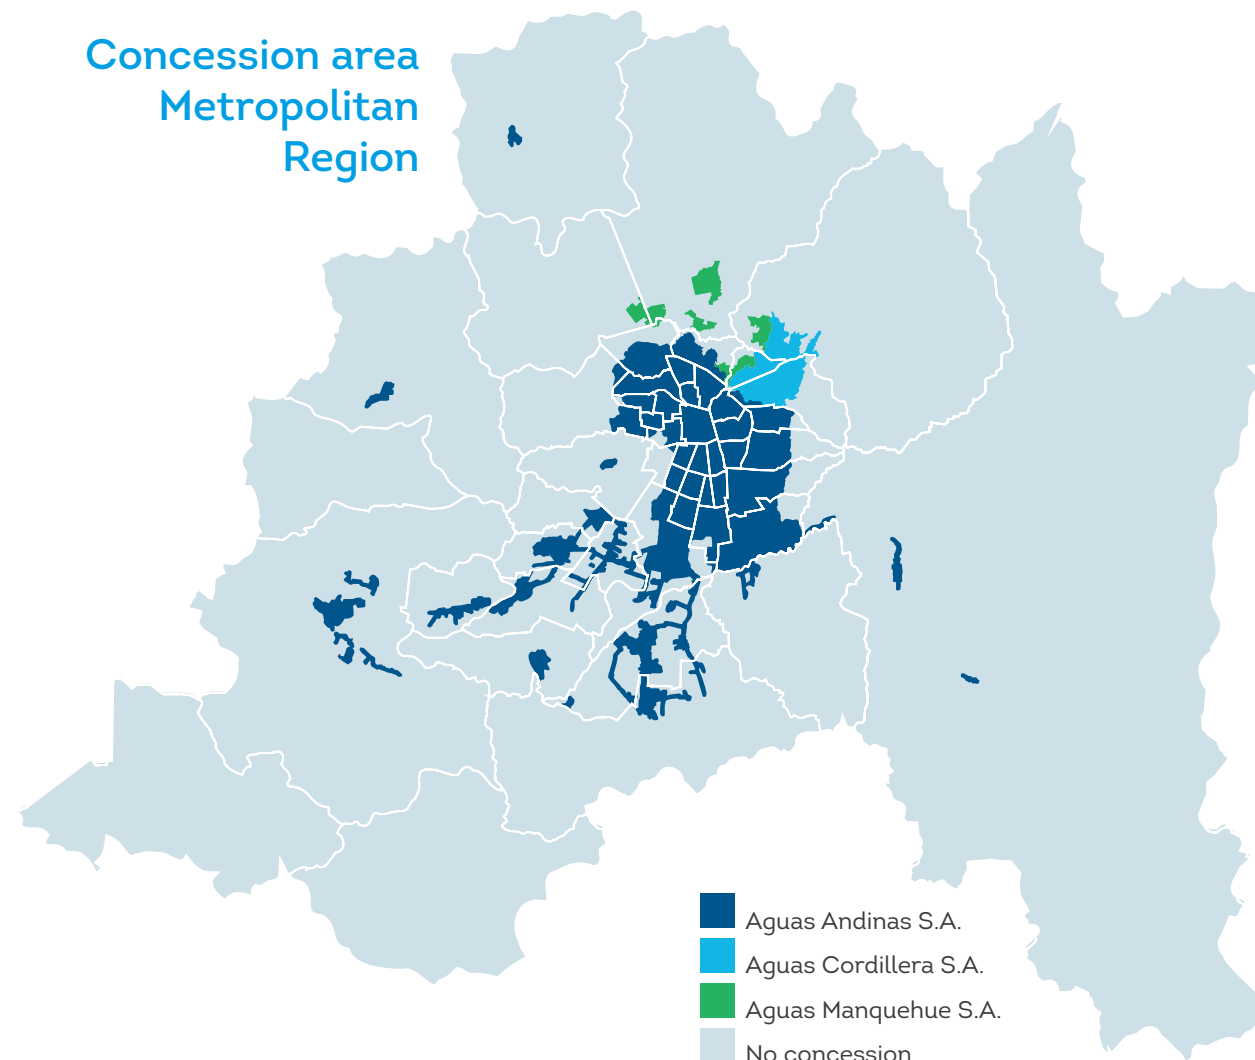 Concession area
Metropolitan
Region
Aguas Andinas S.A.
Aguas Cordillera S.A.
Aguas Manquehue S.A.
No concession